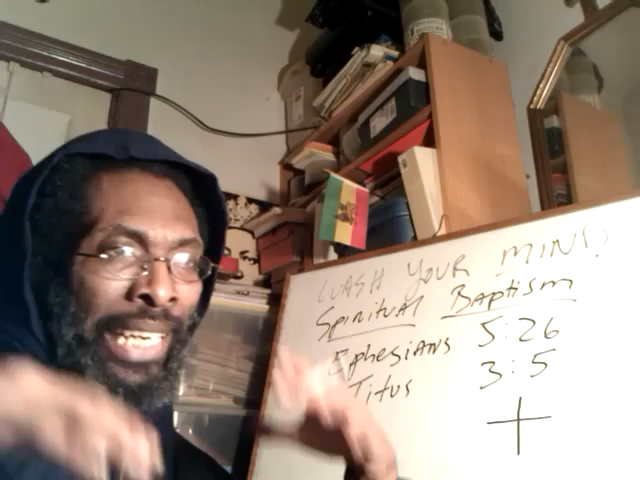 WASH YOUR MIND!
Spiritual Baptism
Ephesians 5:26
Titus 3:5